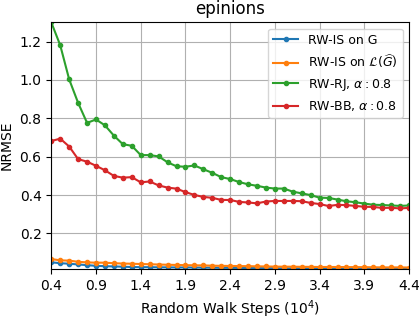 epinions
NRMSE
1.2
1.0
0.8
0.6
0.4
0.2
RW-IS on G
RW-IS on ℒ(Ĝ)
RW-RJ, α : 0.8
RW-BB, α : 0.8
0.4 0.9 1.4 1.9 2.4 2.9 3.4 3.9 4.4
Random Walk Steps (10⁴)